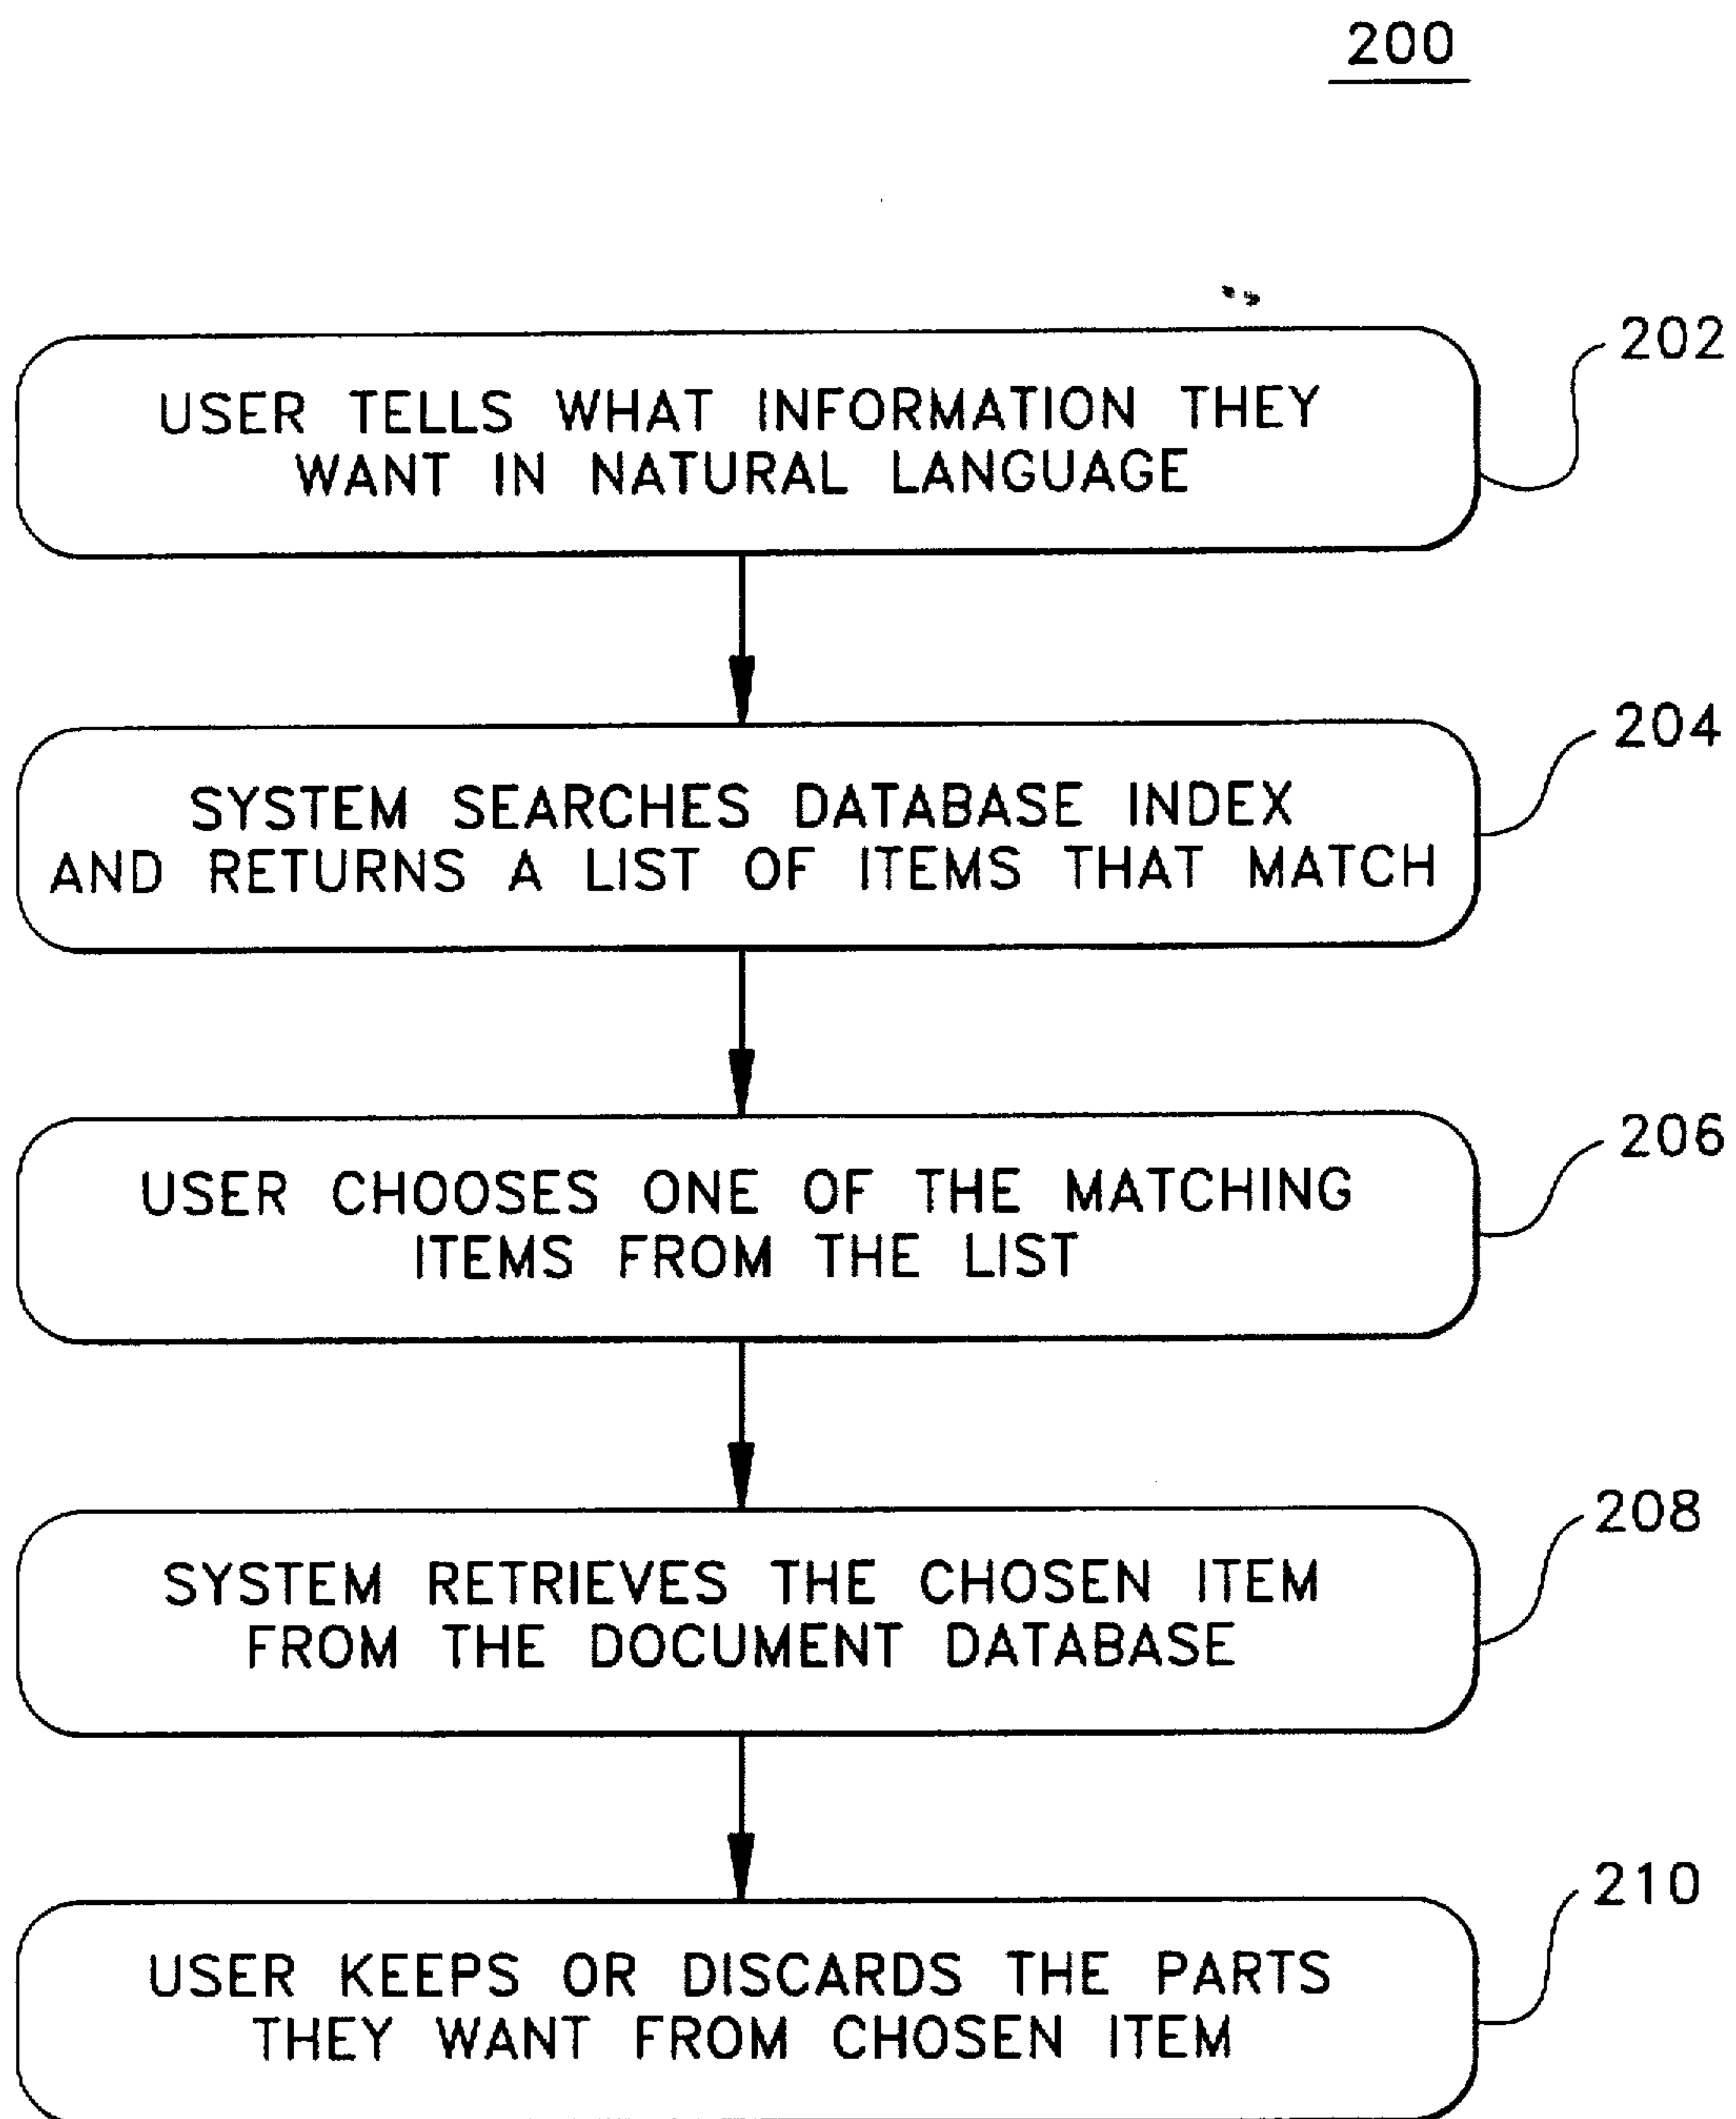 200
202
USER TELLS WHAT INFORMATION THEY
WANT IN NATURAL LANGUAGE
204
SYSTEM SEARCHES DATABASE INDEX
AND RETURNS A LIST OF ITEMS THAT MATCH
206
USER CHOOSES ONE OF THE MATCHING
ITEMS FROM THE LIST
208
SYSTEM RETRIEVES THE CHOSEN ITEM
FROM THE DOCUMENT DATABASE
210
USER KEEPS OR DISCARDS THE PARTS
THEY WANT FROM CHOSEN ITEM